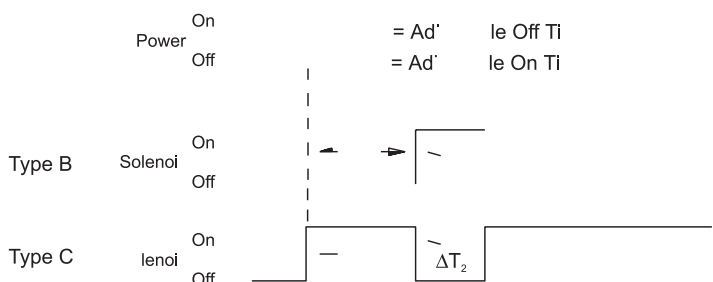 On
Power
Off
= Ad le Off Ti
= Ad le On Ti
On
Type B Solenoi
Off
On
Type C lenoi
ΔT₂
Off